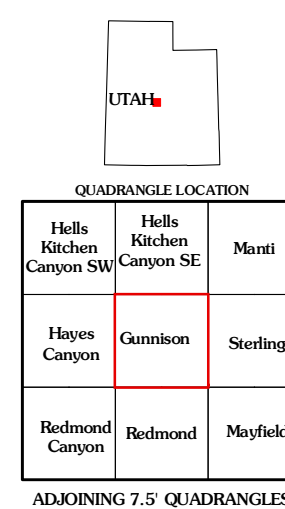 UTAH
QUADRANGLE LOCATION
Hells
Kitchen
Canyon SW
Hells
Kitchen
Canyon SE
Manti
Hayes
Canyon
Gunnison
Sterling
Redmond
Canyon
Redmond
Mayfield
ADJOINING 7.5' QUADRANGLES